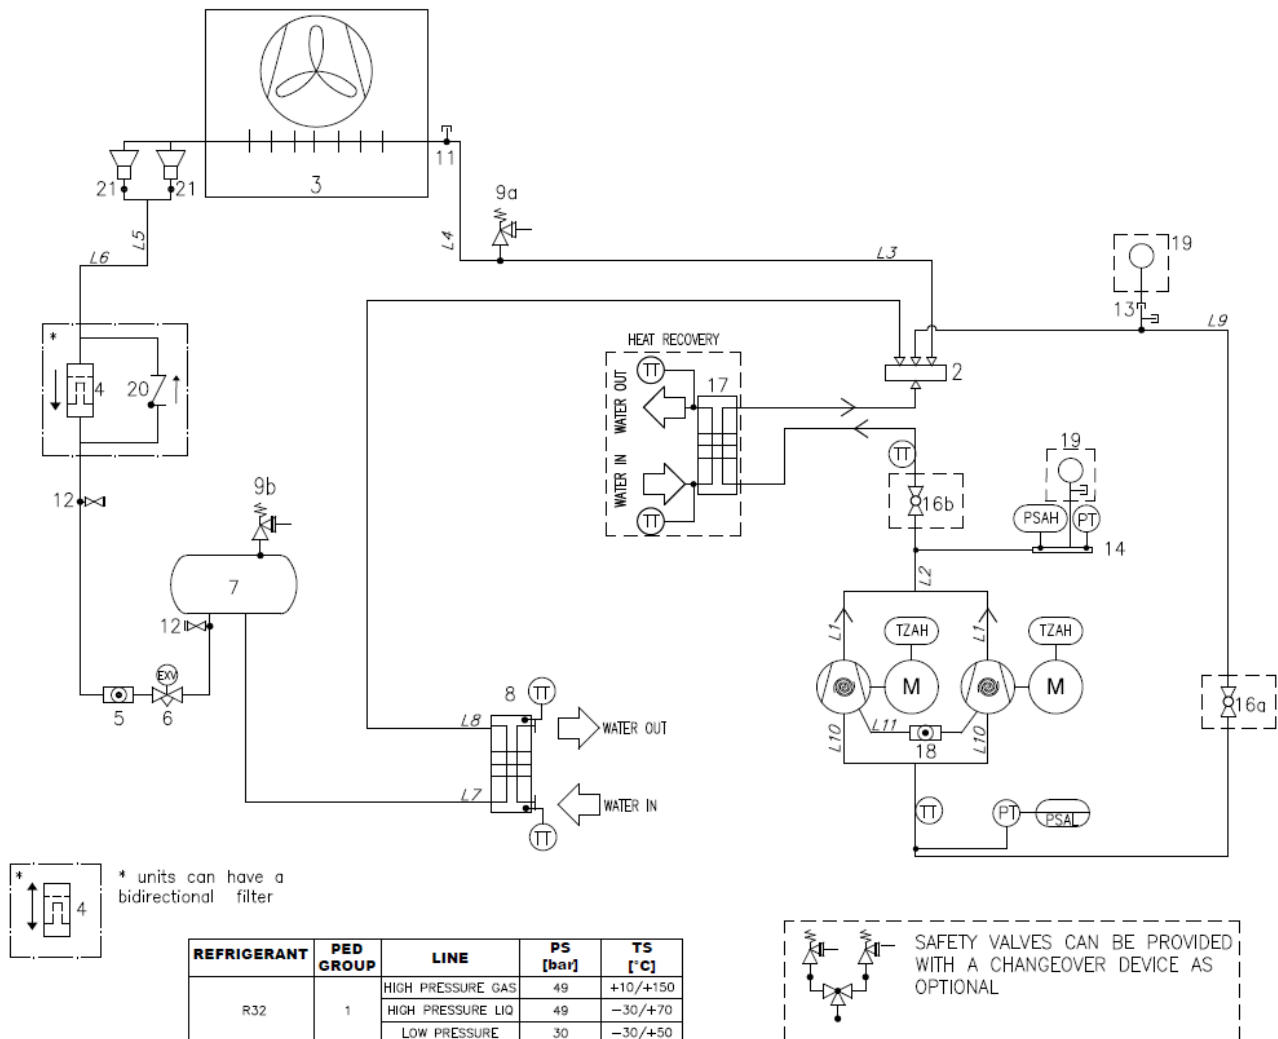 3
11
21
21
9a
L5
L4
L6
L3
19
13
L9
HEAT RECOVERY
*
4
20
TT
WATER OUT
17
2
WATER IN
TT
TT
19
16b
PSAH
PT
14
12
9b
7
L2
12
EXV
5
6
L1
L1
TZAH
TZAH
M
M
8
TT
L8
WATER OUT
L11
L10
18
L10
16a
L7
WATER IN
TT
TT
PT
PSAL
*
4
* units can have a
bidirectional filter
REFRIGERANT PED GROUP LINE PS [bar] TS [°C]
R32 1 HIGH PRESSURE GAS 49 +10/+150
HIGH PRESSURE LIQ 49 −30/+70
LOW PRESSURE 30 −30/+50
SAFETY VALVES CAN BE PROVIDED
WITH A CHANGEOVER DEVICE AS
OPTIONAL